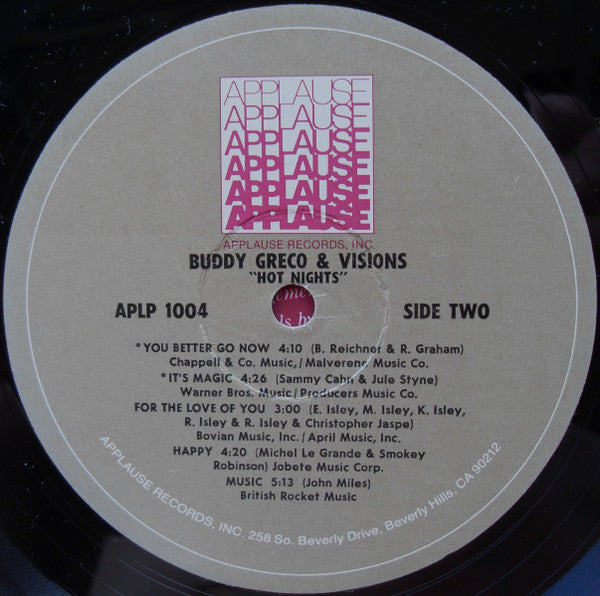 APPLAUSE
APPLAUSE
APPLAUSE
APPLAUSE
APPLAUSE
APPLAUSE
APPLAUSE RECORDS, INC.
BUDDY GRECO & VISIONS
"HOT NIGHTS"
APLP 1004
SIDE TWO
*YOU BETTER GO NOW 4:10 (B. Reichner & R. Graham)
Chappell & Co. Music,/Malverene Music Co.
*IT'S MAGIC 4:26 (Sammy Cahn & Jule Styne)
Warner Bros. Music/Producers Music Co.
FOR THE LOVE OF YOU 3:00 (E. Isley, M. Isley, K. Isley,
R. Isley & R. Isley & Christopher Jaspe)
Bovian Music, Inc./April Music, Inc.
HAPPY 4:20 (Michel Le Grande & Smokey
Robinson) Jobete Music Corp.
MUSIC 5:13 (John Miles)
British Rocket Music
APPLAUSE RECORDS, INC. 258 So. Beverly Drive, Beverly Hills, CA 90212